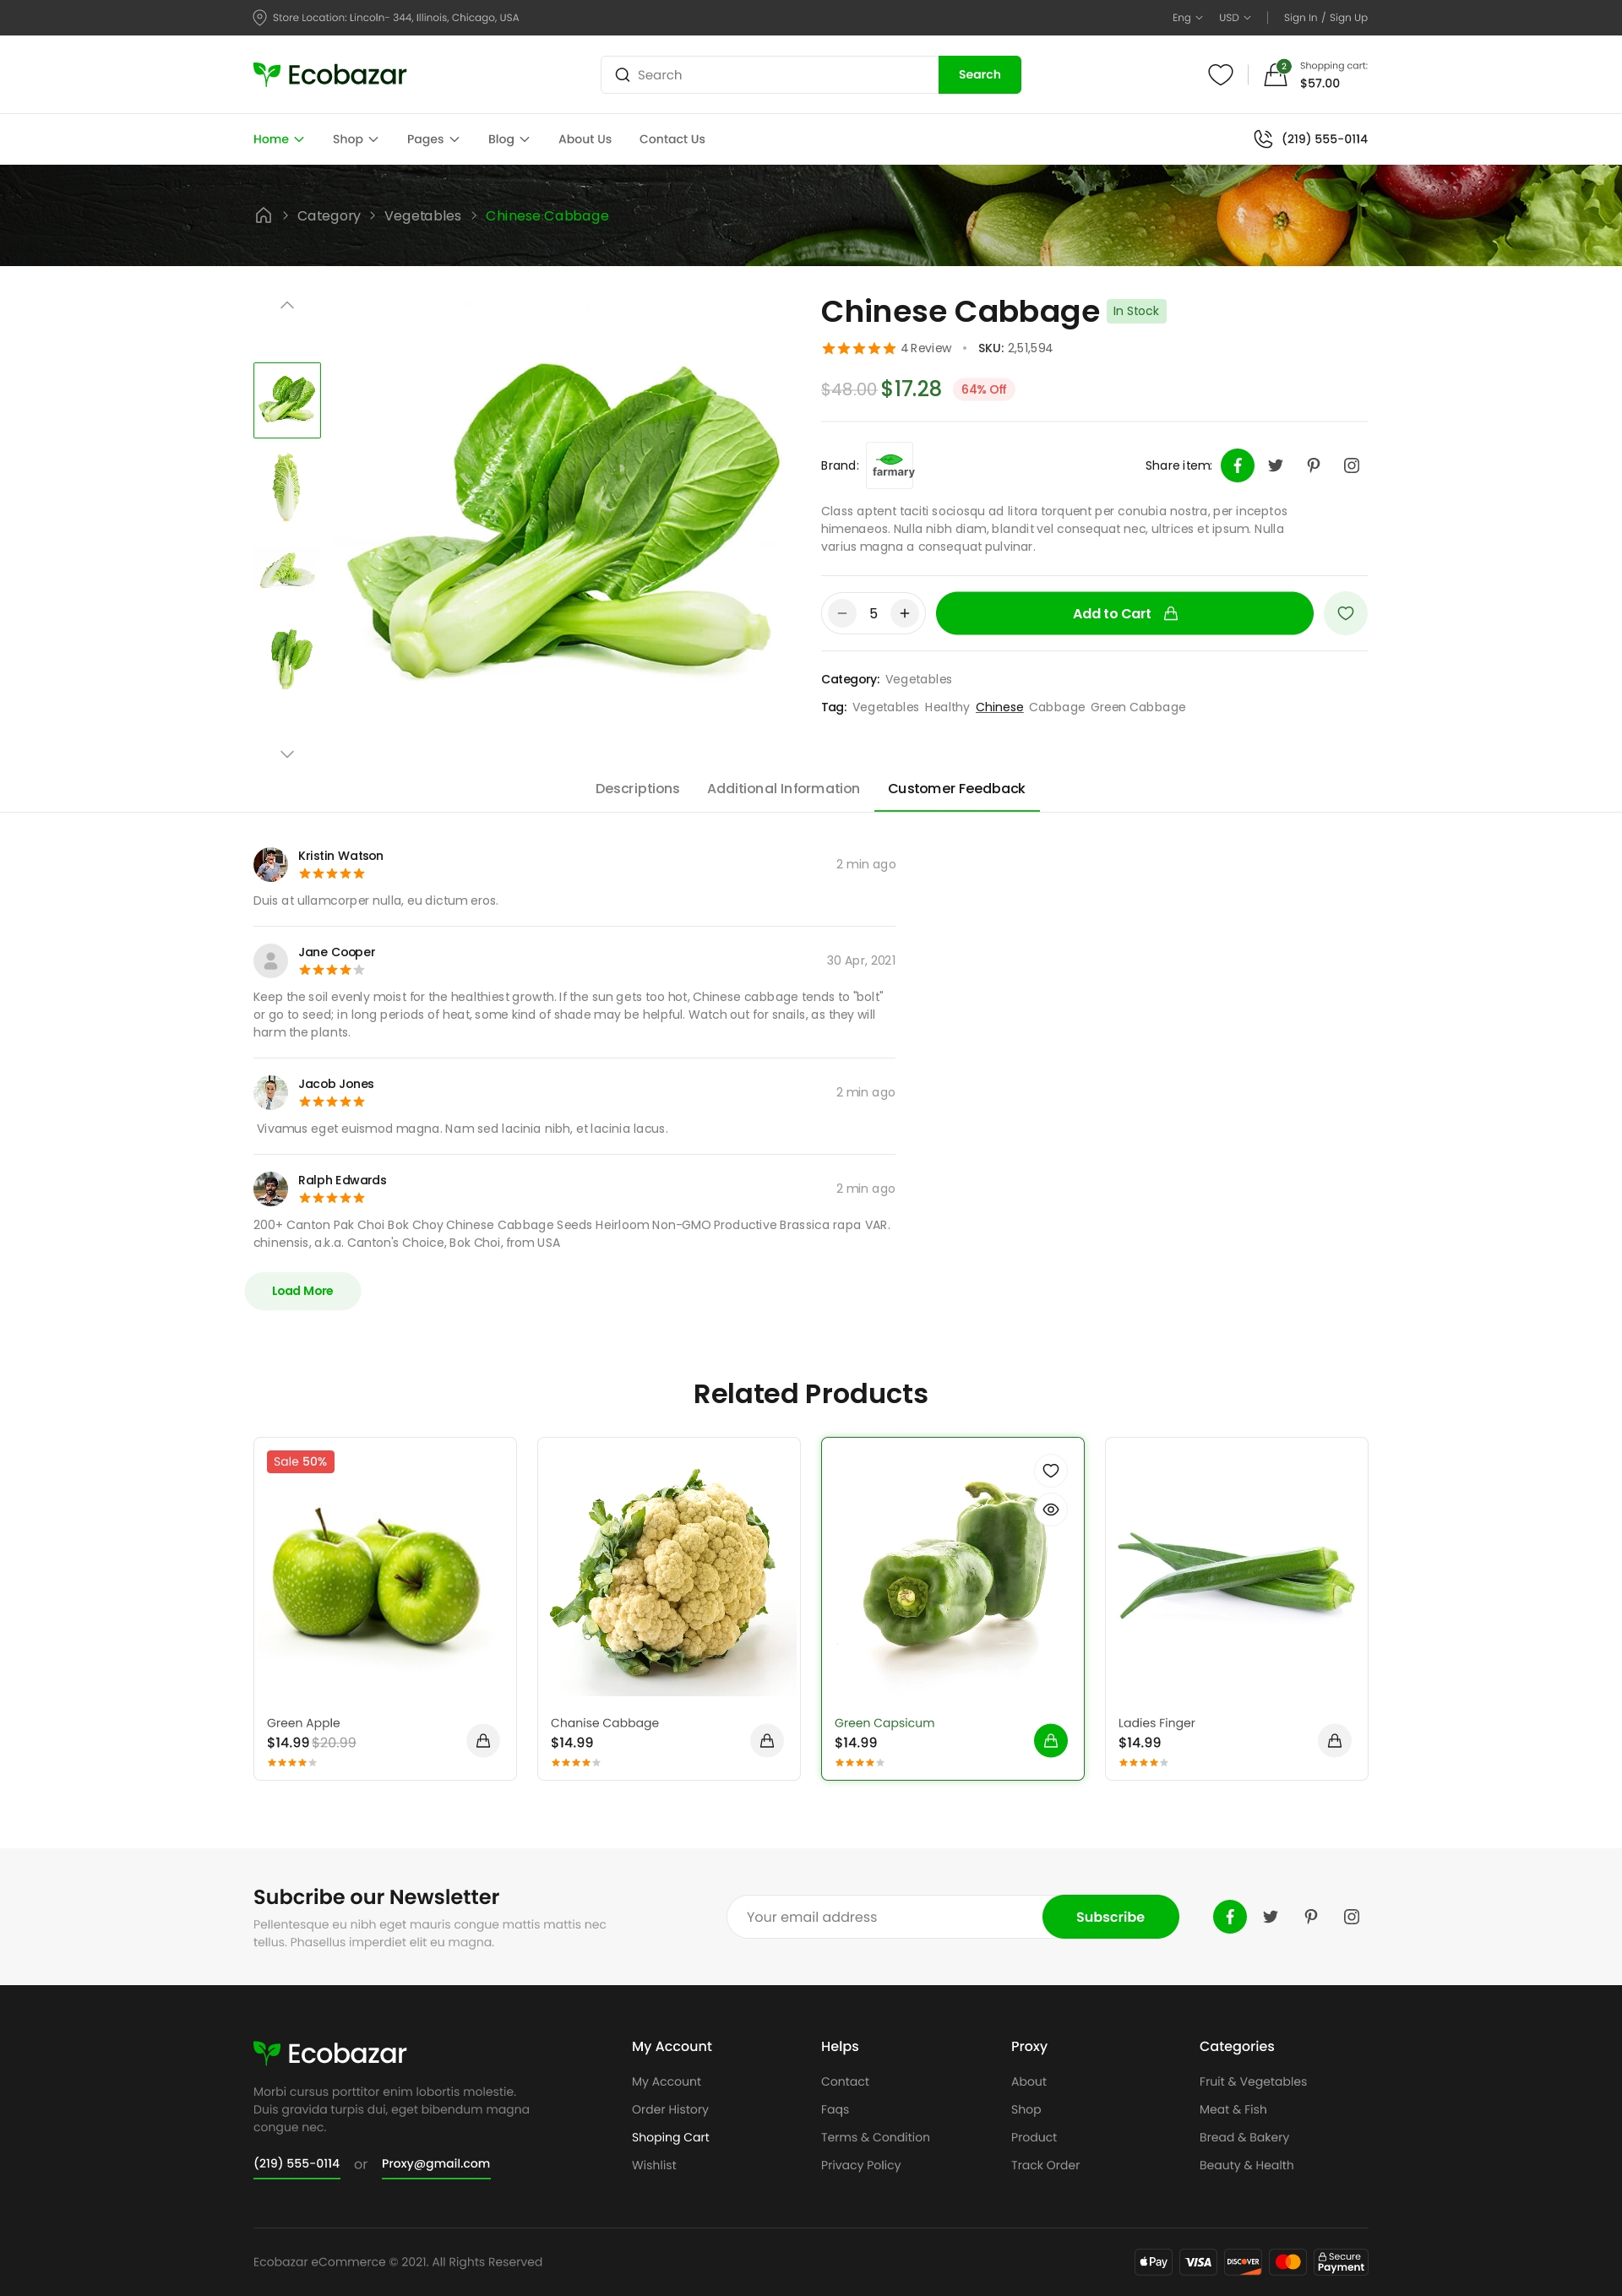 Store Location: Lincoln- 344, Illinois, Chicago, USA
Eng USD Sign In / Sign Up
Ecobazar
Search Search
2
Shopping cart:
$57.00
Home Shop Pages Blog About Us Contact Us
(219) 555-0114
Category Vegetables Chinese Cabbage
Chinese Cabbage In Stock
4 Review • SKU: 2,51,594
$48.00 $17.28 64% Off
Brand: farmary Share item:
Class aptent taciti sociosqu ad litora torquent per conubia nostra, per inceptos
himenaeos. Nulla nibh diam, blandit vel consequat nec, ultrices et ipsum. Nulla
varius magna a consequat pulvinar.
5
Add to Cart
Category: Vegetables
Tag: Vegetables Healthy Chinese Cabbage Green Cabbage
Descriptions Additional Information Customer Feedback
Kristin Watson
2 min ago
Duis at ullamcorper nulla, eu dictum eros.
Jane Cooper
30 Apr, 2021
Keep the soil evenly moist for the healthiest growth. If the sun gets too hot, Chinese cabbage tends to "bolt"
or go to seed; in long periods of heat, some kind of shade may be helpful. Watch out for snails, as they will
harm the plants.
Jacob Jones
2 min ago
Vivamus eget euismod magna. Nam sed lacinia nibh, et lacinia lacus.
Ralph Edwards
2 min ago
200+ Canton Pak Choi Bok Choy Chinese Cabbage Seeds Heirloom Non-GMO Productive Brassica rapa VAR.
chinensis, a.k.a. Canton's Choice, Bok Choi, from USA
Load More
Related Products
Sale 50%
Green Apple
$14.99 $20.99
Chanise Cabbage
$14.99
Green Capsicum
$14.99
Ladies Finger
$14.99
Subcribe our Newsletter
Pellentesque eu nibh eget mauris congue mattis mattis nec
tellus. Phasellus imperdiet elit eu magna.
Your email address Subscribe
Ecobazar
Morbi cursus porttitor enim lobortis molestie.
Duis gravida turpis dui, eget bibendum magna
congue nec.
(219) 555-0114 or Proxy@gmail.com
My Account
My Account
Order History
Shoping Cart
Wishlist
Helps
Contact
Faqs
Terms & Condition
Privacy Policy
Proxy
About
Shop
Product
Track Order
Categories
Fruit & Vegetables
Meat & Fish
Bread & Bakery
Beauty & Health
Ecobazar eCommerce © 2021. All Rights Reserved
Pay
VISA
DISCOVER
Secure
Payment